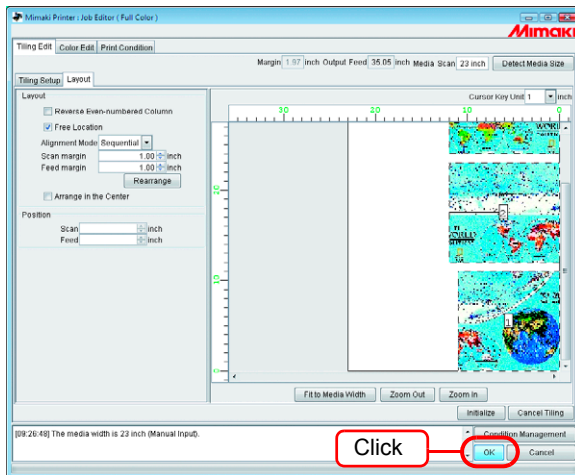 Mimaki Printer : Job Editor ( Full Color )
Mimaki
Tiling Edit Color Edit Print Condition
Margin 1.97 inch Output Feed 35.05 inch Media Scan 23 inch Detect Media Size
Tiling Setup Layout
Layout
Cursor Key Unit 1 inch
Reverse Even-numbered Column
Free Location
Alignment Mode Sequential
Scan margin 1.00 inch
Feed margin 1.00 inch
Rearrange
Arrange in the Center
Position
Scan inch
Feed inch
30 20 10 0
20
10
0
2
WORLD
1
Fit to Media Width Zoom Out Zoom In
Initialize Cancel Tiling
[09:26:48] The media width is 23 inch (Manual Input).
Condition Management
Click
OK Cancel